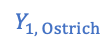 Y1, Ostrich